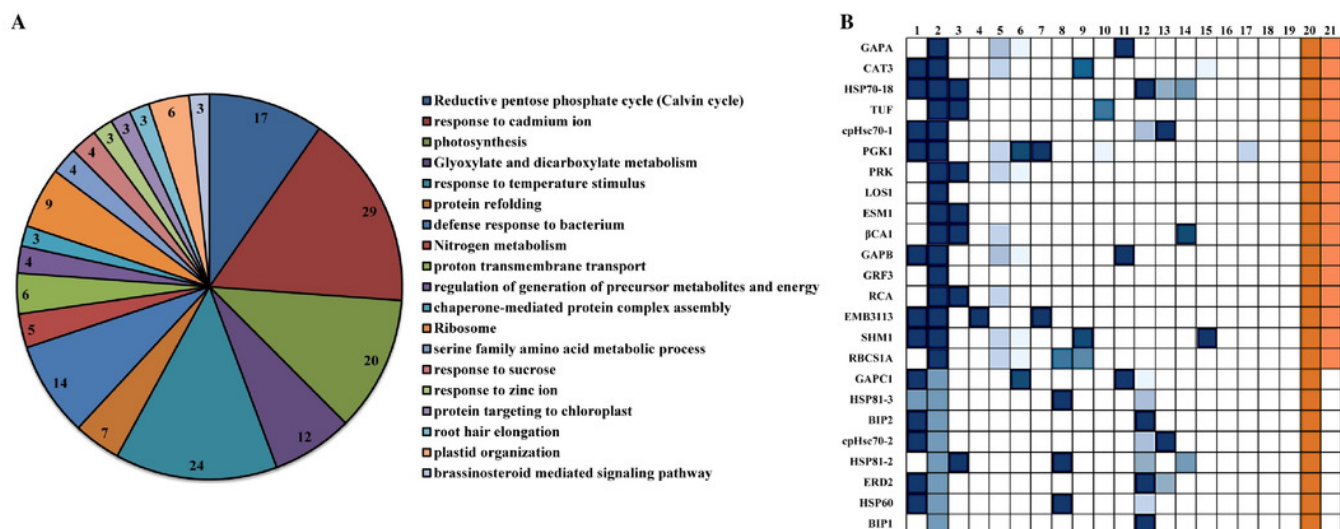 A
17
29
20
12
24
7
14
5
6
4
3
9
4
4
3
3
3
6
3
Reductive pentose phosphate cycle (Calvin cycle)
response to cadmium ion
photosynthesis
Glyoxylate and dicarboxylate metabolism
response to temperature stimulus
protein refolding
defense response to bacterium
Nitrogen metabolism
proton transmembrane transport
regulation of generation of precursor metabolites and energy
chaperone-mediated protein complex assembly
Ribosome
serine family amino acid metabolic process
response to sucrose
response to zinc ion
protein targeting to chloroplast
root hair elongation
plastid organization
brassinosteroid mediated signaling pathway
B
1 2 3 4 5 6 7 8 9 10 11 12 13 14 15 16 17 18 19 20 21
GAPA
CAT3
HSP70-18
TUF
cpHsc70-1
PGK1
PRK
LOS1
ESM1
βCA1
GAPB
GRF3
RCA
EMB3113
SHM1
RBCS1A
GAPC1
HSP81-3
BIP2
cpHsc70-2
HSP81-2
ERD2
HSP60
BIP1